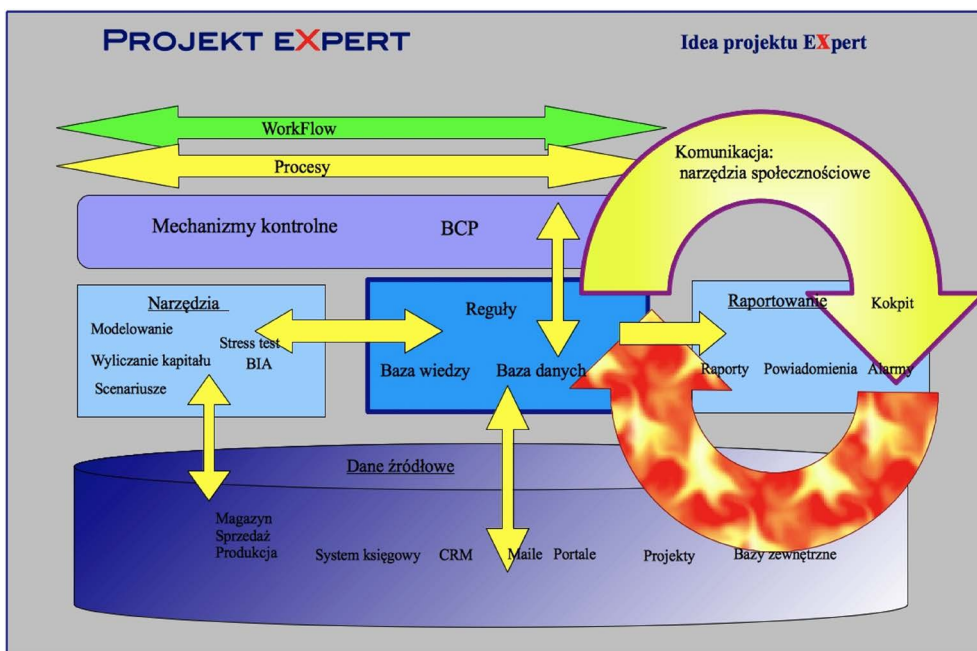 PROJEKT EXPERT
Idea projektu EXpert
WorkFlow
Procesy
Komunikacja:
narzędzia społecznościowe
Mechanizmy kontrolne
BCP
Narzędzia
Modelowanie
Stress test
Wyliczanie kapitału
BIA
Scenariusze
Reguły
Baza wiedzy
Baza danych
Raportowanie
Kokpit
Raporty
Powiadomienia
Alarmy
Dane źródłowe
Magazyn
Sprzedaż
Produkcja
System księgowy
CRM
Maile
Portale
Projekty
Bazy zewnętrzne